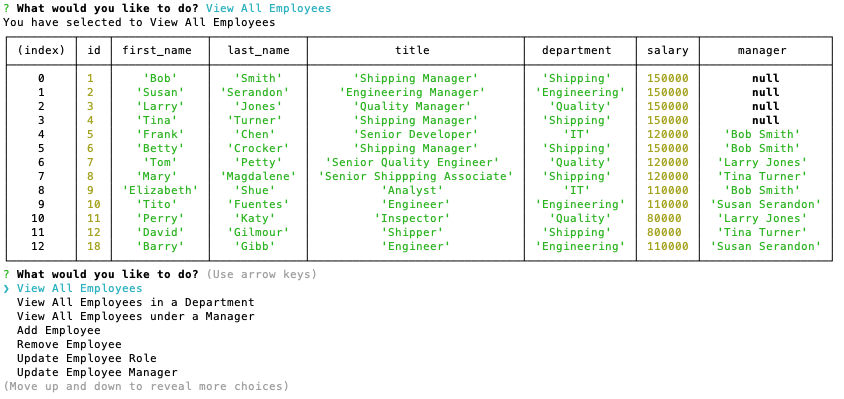 ? What would you like to do? View All Employees
You have selected to View All Employees
(index) id first_name last_name title department salary manager
0 1 'Bob' 'Smith' 'Shipping Manager' 'Shipping' 150000 null
1 2 'Susan' 'Serandon' 'Engineering Manager' 'Engineering' 150000 null
2 3 'Larry' 'Jones' 'Quality Manager' 'Quality' 150000 null
3 4 'Tina' 'Turner' 'Shipping Manager' 'Shipping' 150000 null
4 5 'Frank' 'Chen' 'Senior Developer' 'IT' 120000 'Bob Smith'
5 6 'Betty' 'Crocker' 'Shipping Manager' 'Shipping' 150000 'Bob Smith'
6 7 'Tom' 'Petty' 'Senior Quality Engineer' 'Quality' 120000 'Larry Jones'
7 8 'Mary' 'Magdalene' 'Senior Shippping Associate' 'Shipping' 120000 'Tina Turner'
8 9 'Elizabeth' 'Shue' 'Analyst' 'IT' 110000 'Bob Smith'
9 10 'Tito' 'Fuentes' 'Engineer' 'Engineering' 110000 'Susan Serandon'
10 11 'Perry' 'Katy' 'Inspector' 'Quality' 80000 'Larry Jones'
11 12 'David' 'Gilmour' 'Shipper' 'Shipping' 80000 'Tina Turner'
12 18 'Barry' 'Gibb' 'Engineer' 'Engineering' 110000 'Susan Serandon'
? What would you like to do? (Use arrow keys)
❯ View All Employees
View All Employees in a Department
View All Employees under a Manager
Add Employee
Remove Employee
Update Employee Role
Update Employee Manager
(Move up and down to reveal more choices)